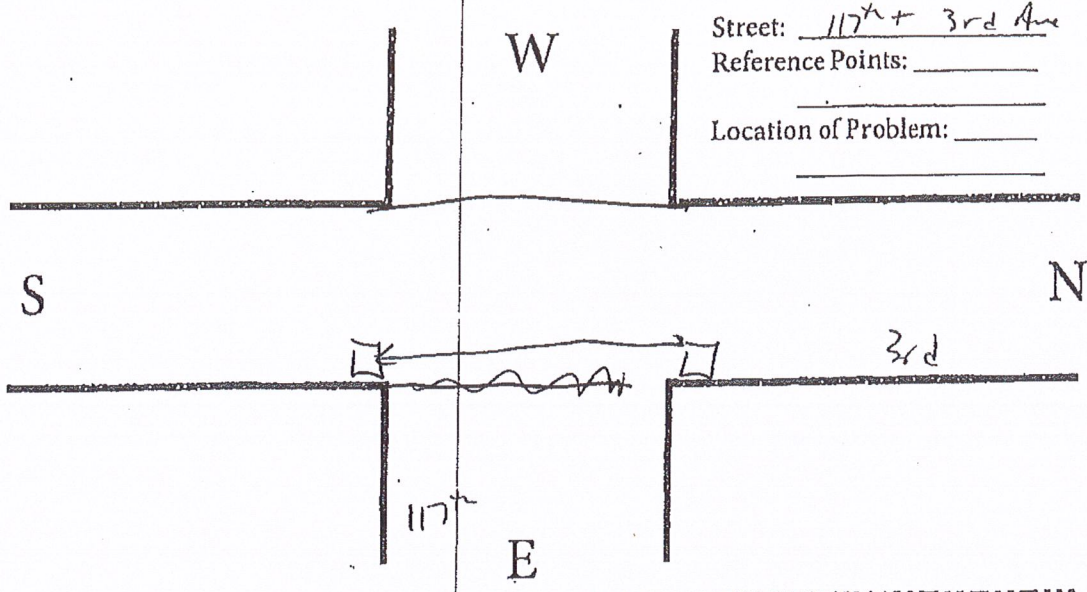 Street: 117th + 3rd Ave
Reference Points:
Location of Problem:
W
S
N
3rd
117th
E